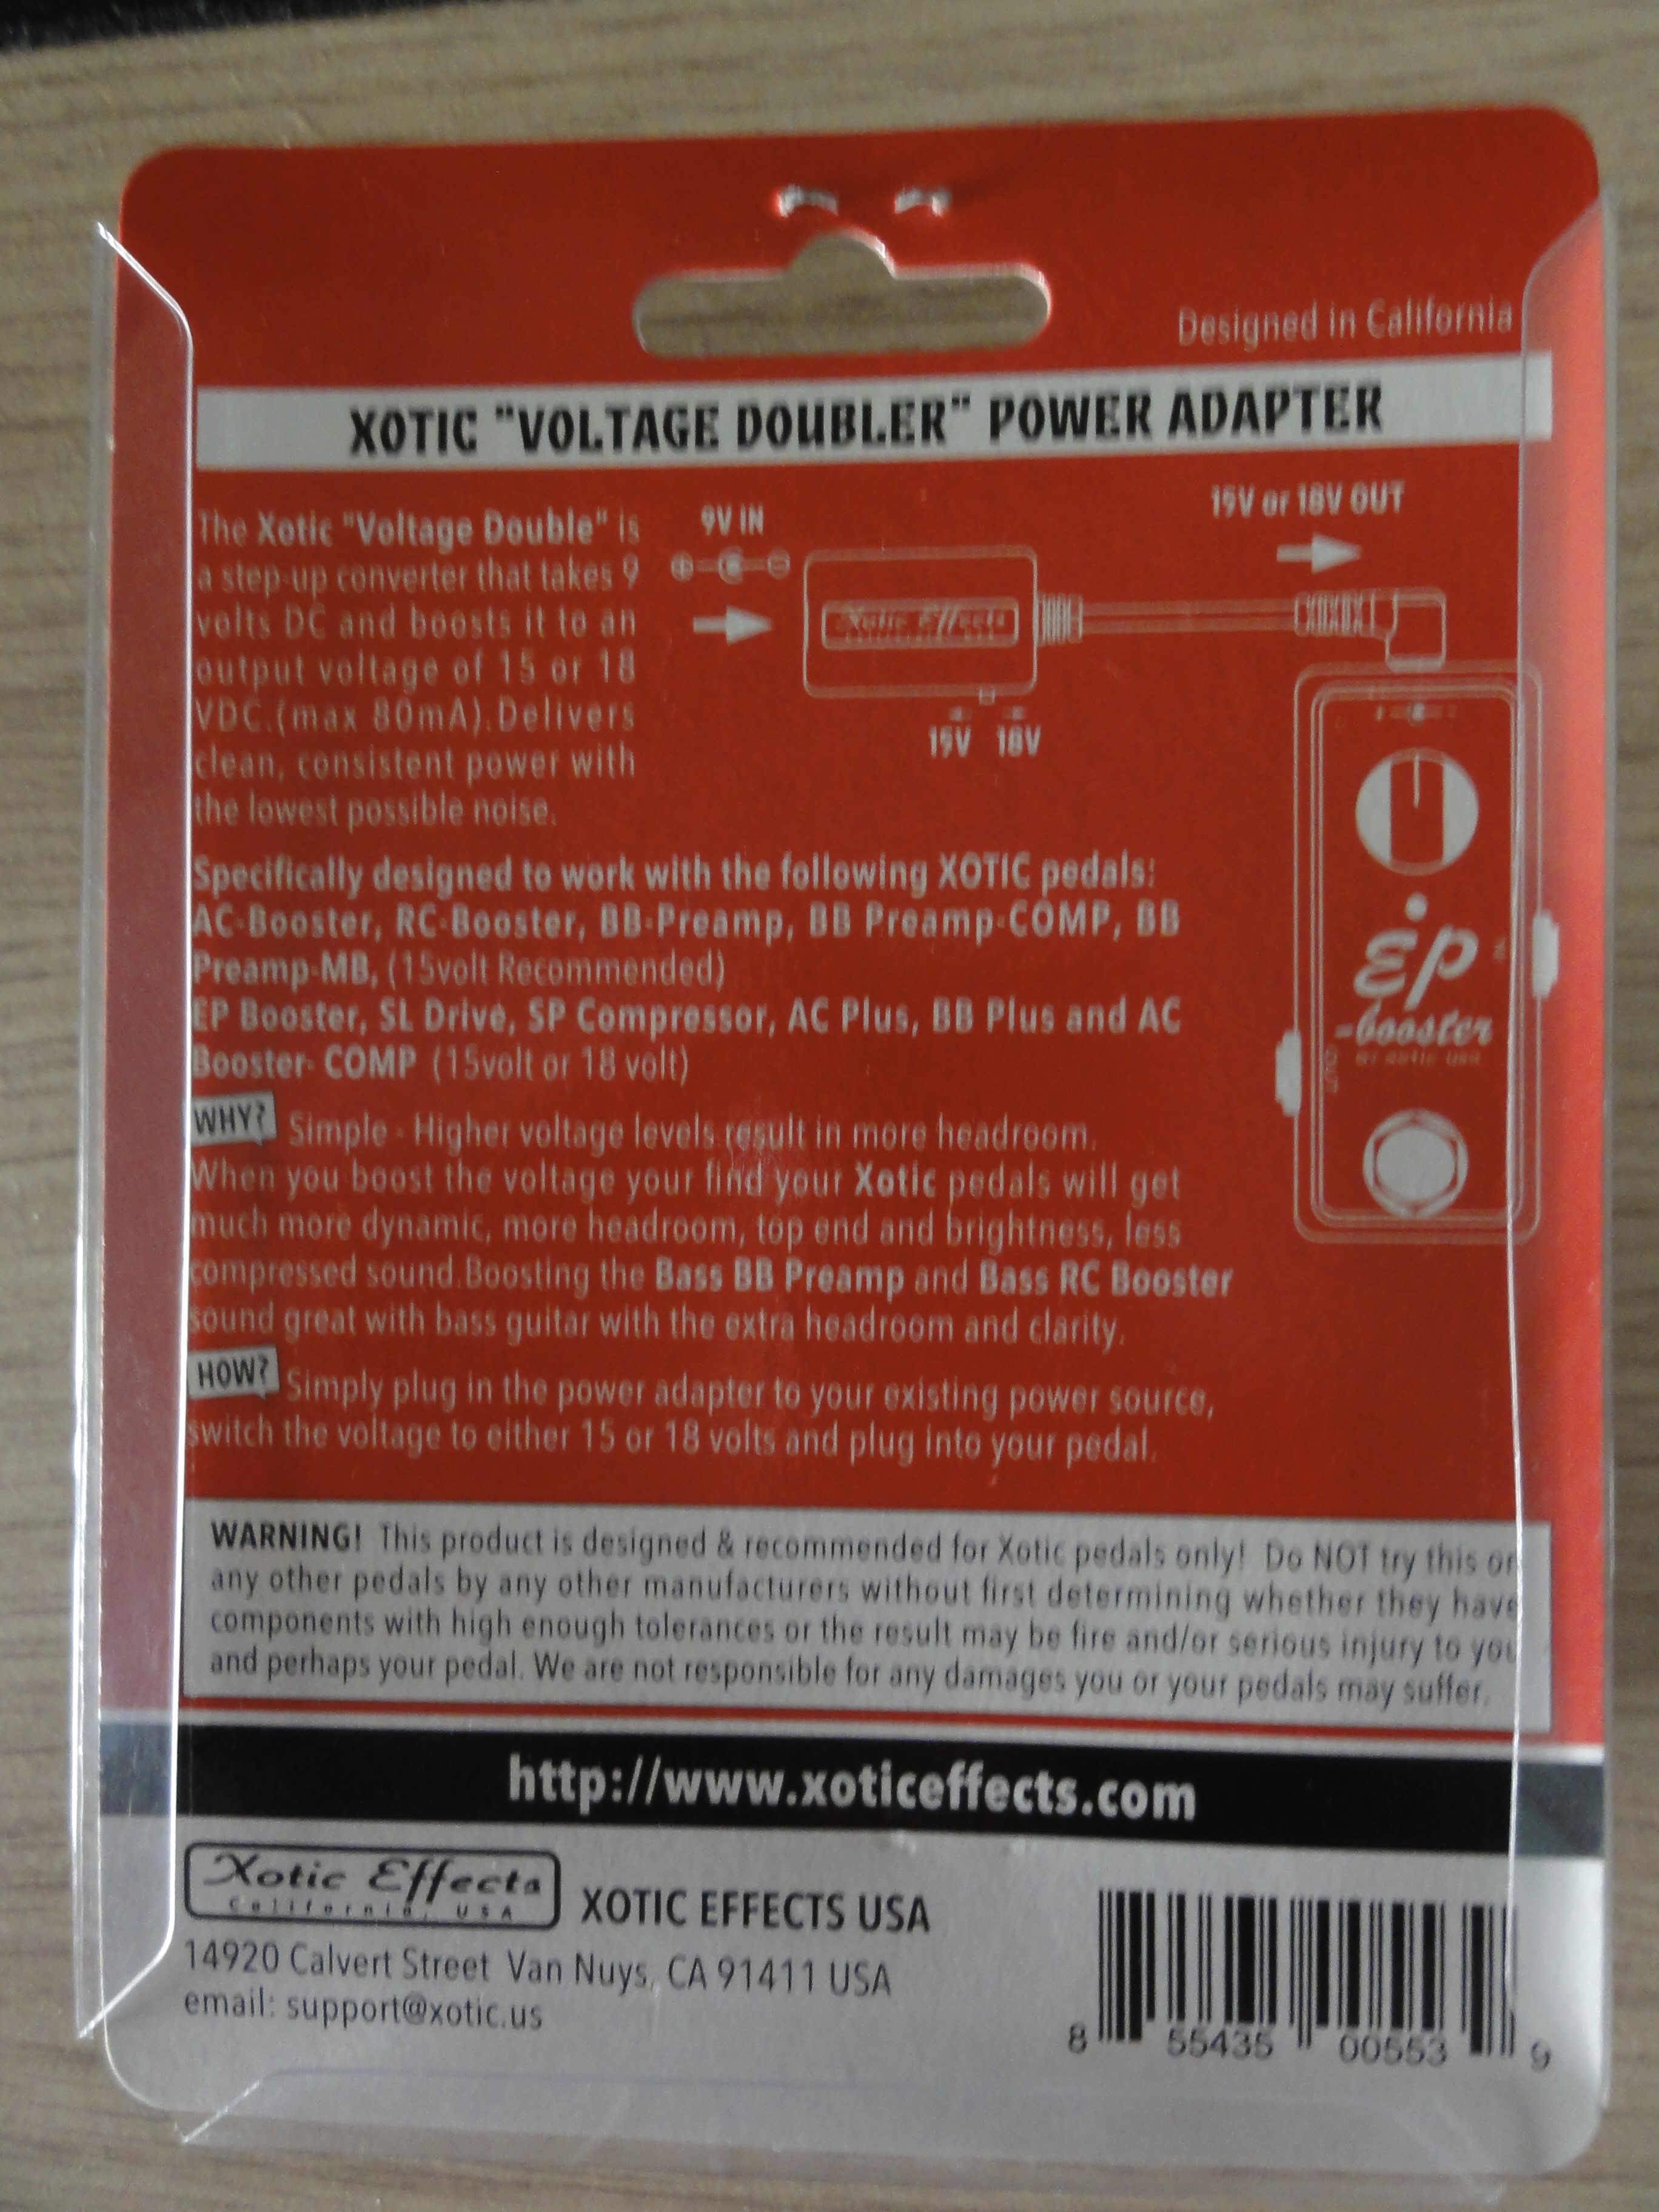 Designed in California
XOTIC "VOLTAGE DOUBLER" POWER ADAPTER
The Xotic "Voltage Double" is
a step-up converter that takes 9
volts DC and boosts it to an
output voltage of 15 or 18
VDC.(max 80mA).Delivers
clean, consistent power with
the lowest possible noise.
9V IN
Xotic Effects
15V 18V
15V or 18V OUT
Specifically designed to work with the following XOTIC pedals:
AC-Booster, RC-Booster, BB-Preamp, BB Preamp-COMP, BB
Preamp-MB, (15volt Recommended)
EP Booster, SL Drive, SP Compressor, AC Plus, BB Plus and AC
Booster- COMP (15volt or 18 volt)
EP
-booster
by xotic usa
OUT
WHY? Simple - Higher voltage levels result in more headroom.
When you boost the voltage your find your Xotic pedals will get
much more dynamic, more headroom, top end and brightness, less
compressed sound.Boosting the Bass BB Preamp and Bass RC Booster
sound great with bass guitar with the extra headroom and clarity.
HOW? Simply plug in the power adapter to your existing power source,
switch the voltage to either 15 or 18 volts and plug into your pedal.
WARNING! This product is designed & recommended for Xotic pedals only! Do NOT try this on
any other pedals by any other manufacturers without first determining whether they have
components with high enough tolerances or the result may be fire and/or serious injury to you
and perhaps your pedal. We are not responsible for any damages you or your pedals may suffer.
http://www.xoticeffects.com
Xotic Effects
California, USA
XOTIC EFFECTS USA
14920 Calvert Street Van Nuys, CA 91411 USA
email: support@xotic.us
8 55435 00553 9